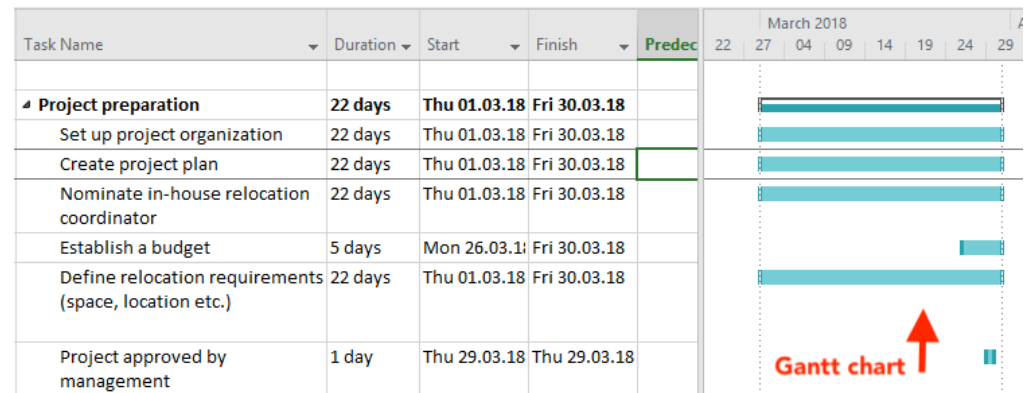 March 2018 A
Task Name Duration Start Finish Predec 22 27 04 09 14 19 24 29
Project preparation 22 days Thu 01.03.18 Fri 30.03.18
Set up project organization 22 days Thu 01.03.18 Fri 30.03.18
Create project plan 22 days Thu 01.03.18 Fri 30.03.18
Nominate in-house relocation 22 days Thu 01.03.18 Fri 30.03.18
coordinator
Establish a budget 5 days Mon 26.03.1 Fri 30.03.18
Define relocation requirements 22 days Thu 01.03.18 Fri 30.03.18
(space, location etc.)
Project approved by 1 day Thu 29.03.18 Thu 29.03.18
management
Gantt chart